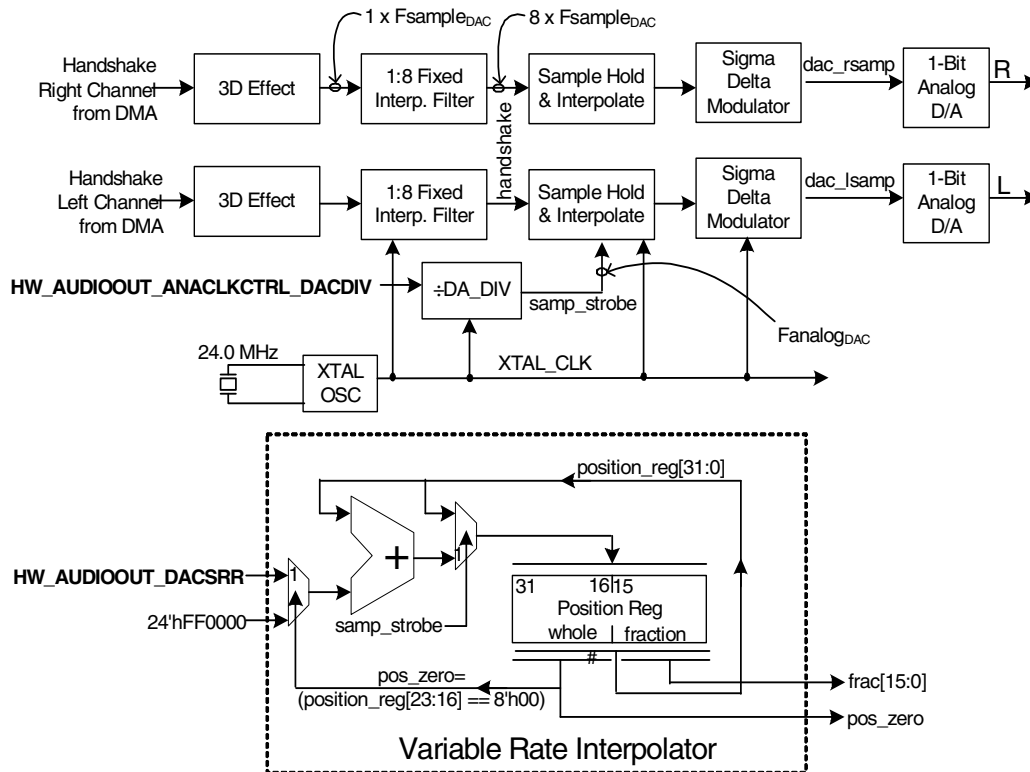 1 x FsampleDAC
8 x FsampleDAC
Handshake
Right Channel
from DMA
3D Effect
1:8 Fixed
Interp. Filter
handshake
Sample Hold
& Interpolate
Sigma
Delta
Modulator
dac_rsamp
1-Bit
Analog
D/A
R
Handshake
Left Channel
from DMA
3D Effect
1:8 Fixed
Interp. Filter
Sample Hold
& Interpolate
Sigma
Delta
Modulator
dac_lsamp
1-Bit
Analog
D/A
L
HW_AUDIOOUT_ANACLKCTRL_DACDIV
÷DA_DIV
samp_strobe
FanalogDAC
24.0 MHz
XTAL
OSC
XTAL_CLK
position_reg[31:0]
+
1
1
HW_AUDIOOUT_DACSRR
24'hFF0000
samp_strobe
31 16 15
Position Reg
whole fraction
#
pos_zero=
(position_reg[23:16] == 8'h00)
frac[15:0]
pos_zero
Variable Rate Interpolator